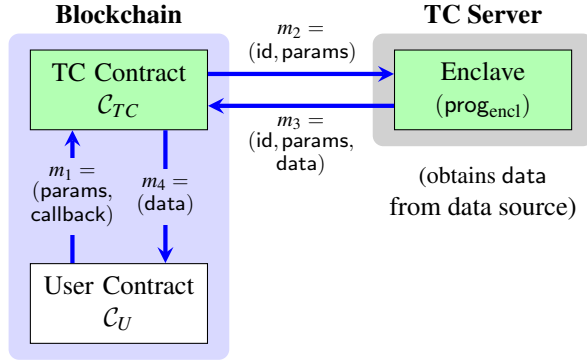 Blockchain
TC Server
TC Contract
C_TC
m₂ =
(id, params)
Enclave
(prog_encl)
m₃ =
(id, params,
data)
m₁ =
(params,
callback)
m₄ =
(data)
(obtains data
from data source)
User Contract
C_U